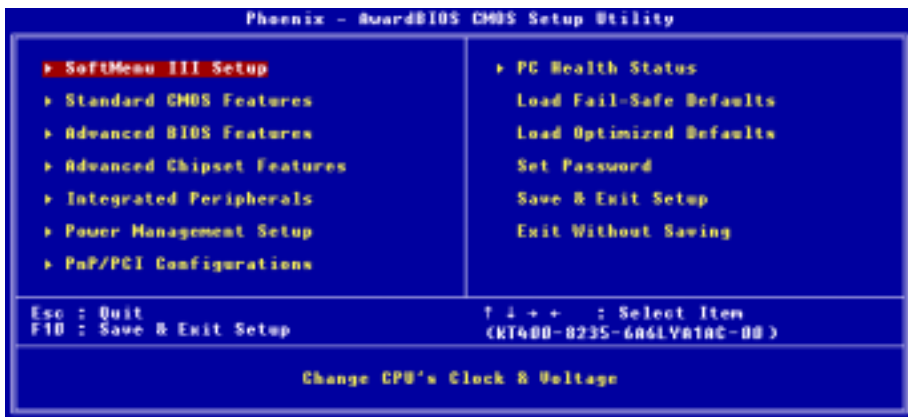 Phoenix - AwardBIOS CMOS Setup Utility
▸ SoftMenu III Setup
▸ Standard CMOS Features
▸ Advanced BIOS Features
▸ Advanced Chipset Features
▸ Integrated Peripherals
▸ Power Management Setup
▸ PnP/PCI Configurations
▸ PC Health Status
Load Fail-Safe Defaults
Load Optimized Defaults
Set Password
Save & Exit Setup
Exit Without Saving
Esc : Quit
F10 : Save & Exit Setup
↑ ↓ → ← : Select Item
(KT400-8235-6A6LYA1AC-00)
Change CPU's Clock & Voltage